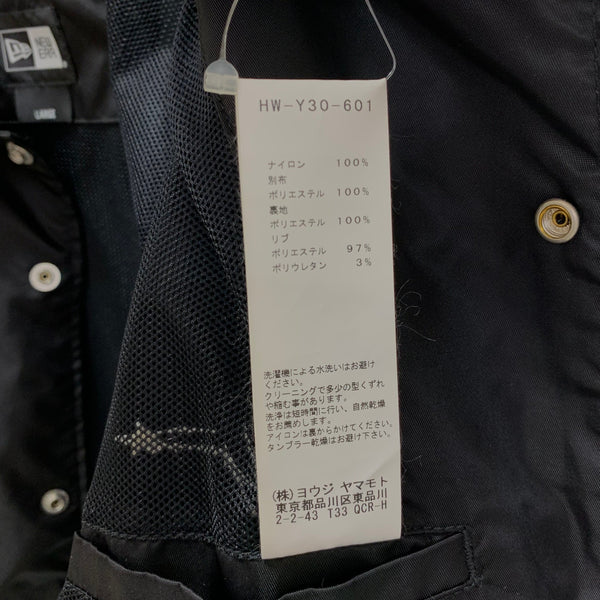 NEW ERA
LARGE
HW-Y30-601
ナイロン 100%
別布
ポリエステル 100%
裏地
ポリエステル 100%
リブ
ポリエステル 97%
ポリウレタン 3%
洗濯機による水洗いはお避け
ください。
クリーニングで多少の型くずれ
や縮む事があります。
洗浄は短時間に行い、自然乾燥
をお薦めします。
アイコンは裏からかけてください。
タンブラー乾燥はお避け下さい。
(株)ヨウジ ヤマモト
東京都品川区東品川
2-2-43 T33 QCR-H